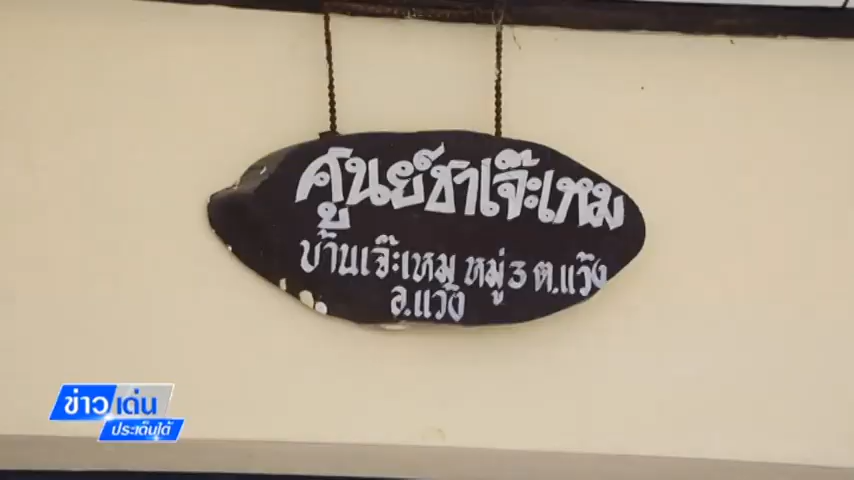 ศูนย์ชาเจ๊ะเหม
บ้านเจ๊ะเหม หมู่ 3 ต.แว้ง
อ.แว้ง
ข่าวเด่น
ประเด็นใต้